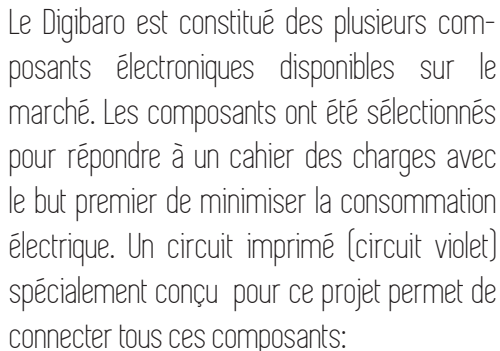 Le Digibaro est constitué des plusieurs com-
posants électroniques disponibles sur le
marché. Les composants ont été sélectionnés
pour répondre à un cahier des charges avec
le but premier de minimiser la consommation
électrique. Un circuit imprimé (circuit violet)
spécialement conçu pour ce projet permet de
connecter tous ces composants: